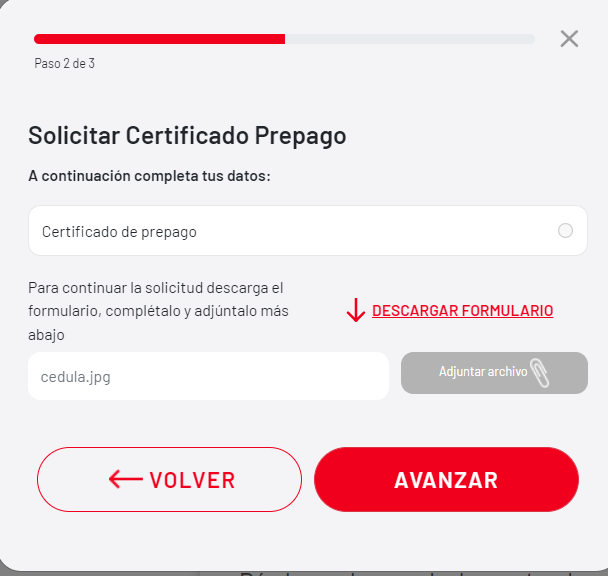 Paso 2 de 3
Solicitar Certificado Prepago
A continuación completa tus datos:
Certificado de prepago
Para continuar la solicitud descarga el
formulario, complétalo y adjúntalo más
abajo
DESCARGAR FORMULARIO
cedula.jpg
Adjuntar archivo
VOLVER
AVANZAR